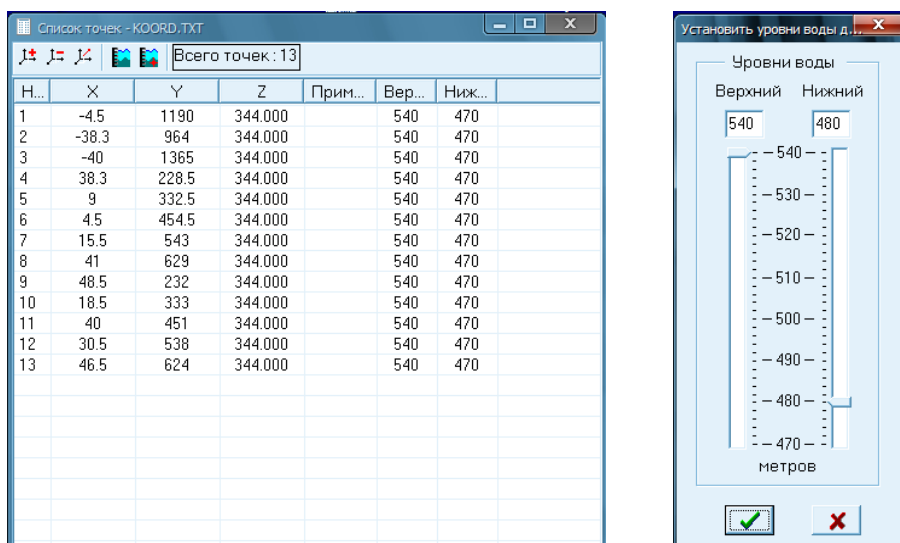 Список точек - KOORD.TXT
Всего точек: 13
Н... X Y Z Прим... Вер... Ниж...
1 -4.5 1190 344.000 540 470
2 -38.3 964 344.000 540 470
3 -40 1365 344.000 540 470
4 38.3 228.5 344.000 540 470
5 9 332.5 344.000 540 470
6 4.5 454.5 344.000 540 470
7 15.5 543 344.000 540 470
8 41 629 344.000 540 470
9 48.5 232 344.000 540 470
10 18.5 333 344.000 540 470
11 40 451 344.000 540 470
12 30.5 538 344.000 540 470
13 46.5 624 344.000 540 470
Установить уровни воды д...
Уровни воды
Верхний Нижний
540 480
540
530
520
510
500
490
480
470
метров